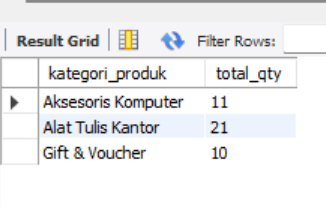 Result Grid Filter Rows:
kategori_produk total_qty
Aksesoris Komputer 11
Alat Tulis Kantor 21
Gift & Voucher 10